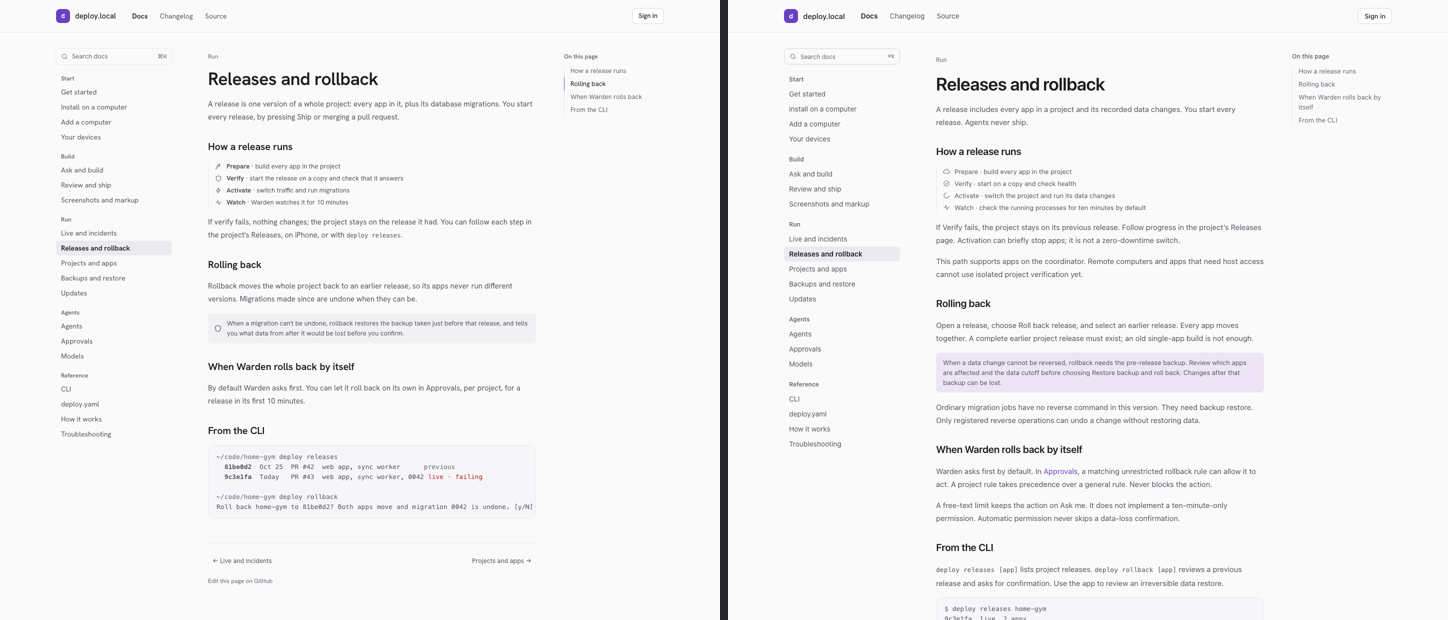 d deploy.local Docs Changelog Source Sign in
Search docs ⌘K
Start
Get started
Install on a computer
Add a computer
Your devices
Build
Ask and build
Review and ship
Screenshots and markup
Run
Live and incidents
Releases and rollback
Projects and apps
Backups and restore
Updates
Agents
Agents
Approvals
Models
Reference
CLI
deploy.yaml
How it works
Troubleshooting
Run
Releases and rollback
A release is one version of a whole project: every app in it, plus its database migrations. You start
every release, by pressing Ship or merging a pull request.
How a release runs
Prepare · build every app in the project
Verify · start the release on a copy and check that it answers
Activate · switch traffic and run migrations
Watch · Warden watches it for 10 minutes
If verify fails, nothing changes; the project stays on the release it had. You can follow each step in
the project's Releases, on iPhone, or with deploy releases.
Rolling back
Rollback moves the whole project back to an earlier release, so its apps never run different
versions. Migrations made since are undone when they can be.
When a migration can't be undone, rollback restores the backup taken just before that release, and tells
you what data from after it would be lost before you confirm.
When Warden rolls back by itself
By default Warden asks first. You can let it roll back on its own in Approvals, per project, for a
release in its first 10 minutes.
From the CLI
~/code/home-gym deploy releases
81be0d2 Oct 25 PR #42 web app, sync worker previous
9c3e1fa Today PR #43 web app, sync worker, 0042 live · failing
~/code/home-gym deploy rollback
Roll back home-gym to 81be0d2? Both apps move and migration 0042 is undone. [y/N]
← Live and incidents Projects and apps →
Edit this page on GitHub
On this page
How a release runs
Rolling back
When Warden rolls back
From the CLI
d deploy.local Docs Changelog Source Sign in
Search docs ⌘K
Start
Get started
Install on a computer
Add a computer
Your devices
Build
Ask and build
Review and ship
Screenshots and markup
Run
Live and incidents
Releases and rollback
Projects and apps
Backups and restore
Updates
Agents
Agents
Approvals
Models
Reference
CLI
deploy.yaml
How it works
Troubleshooting
Run
Releases and rollback
A release includes every app in a project and its recorded data changes. You start every
release. Agents never ship.
How a release runs
Prepare · build every app in the project
Verify · start on a copy and check health
Activate · switch the project and run its data changes
Watch · check the running processes for ten minutes by default
If Verify fails, the project stays on its previous release. Follow progress in the project's Releases
page. Activation can briefly stop apps; it is not a zero-downtime switch.
This path supports apps on the coordinator. Remote computers and apps that need host access
cannot use isolated project verification yet.
Rolling back
Open a release, choose Roll back release, and select an earlier release. Every app moves
together. A complete earlier project release must exist; an old single-app build is not enough.
When a data change cannot be reversed, rollback needs the pre-release backup. Review which apps
are affected and the data cutoff before choosing Restore backup and roll back. Changes after that
backup can be lost.
Ordinary migration jobs have no reverse command in this version. They need backup restore.
Only registered reverse operations can undo a change without restoring data.
When Warden rolls back by itself
Warden asks first by default. In Approvals, a matching unrestricted rollback rule can allow it to
act. A project rule takes precedence over a general rule. Never blocks the action.
A free-text limit keeps the action on Ask me. It does not implement a ten-minute-only
permission. Automatic permission never skips a data-loss confirmation.
From the CLI
deploy releases [app] lists project releases. deploy rollback [app] reviews a previous
release and asks for confirmation. Use the app to review an irreversible data restore.
$ deploy releases home-gym
9c3e1fa live 2 apps
On this page
How a release runs
Rolling back
When Warden rolls back by
itself
From the CLI